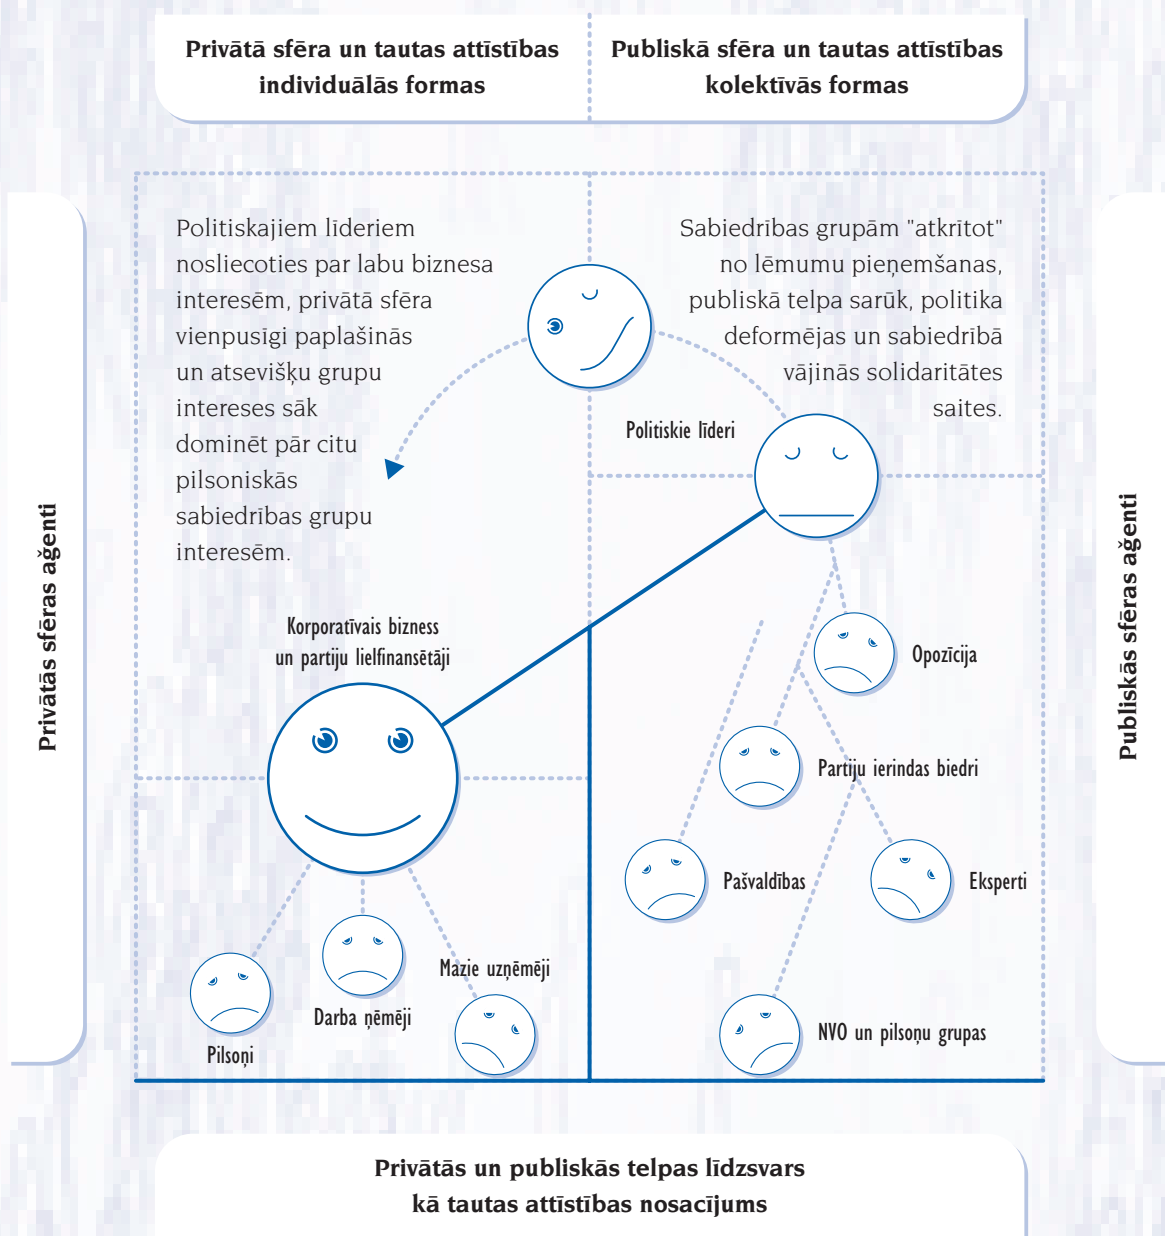 Privātā sfēra un tautas attīstības
individuālās formas
Publiskā sfēra un tautas attīstības
kolektīvās formas
Politiskajiem līderiem
nosliecoties par labu biznesa
interesēm, privātā sfēra
vienpusīgi paplašinās
un atsevišķu grupu
intereses sāk
dominēt pār citu
pilsoniskās
sabiedrības grupu
interesēm.
Sabiedrības grupām "atkrītot"
no lēmumu pieņemšanas,
publiskā telpa sarūk, politika
deformējas un sabiedrībā
vājinās solidaritātes
saites.
Politiskie līderi
Privātās sfēras aģenti
Publiskās sfēras aģenti
Korporatīvais bizness
un partiju lielfinansētāji
Opozīcija
Partiju ierindas biedri
Pašvaldības
Eksperti
Mazie uzņēmēji
Darba ņēmēji
Pilsoņi
NVO un pilsoņu grupas
Privātās un publiskās telpas līdzsvars
kā tautas attīstības nosacījums